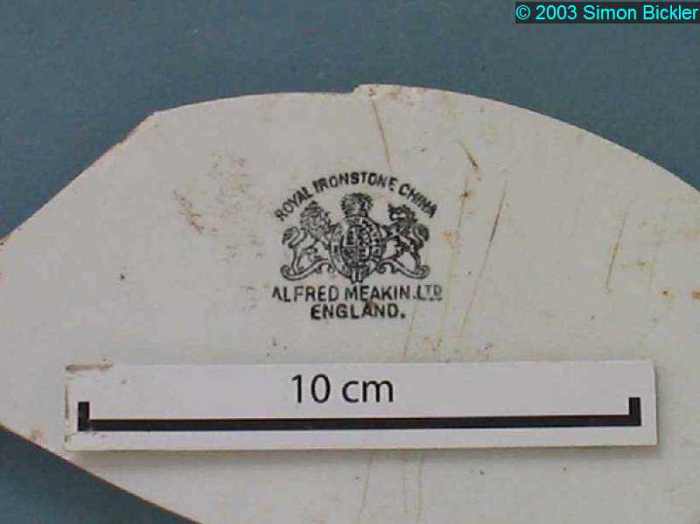 © 2003 Simon Bickler
ROYAL IRONSTONE CHINA
ALFRED MEAKIN. LTD
ENGLAND.
10 cm